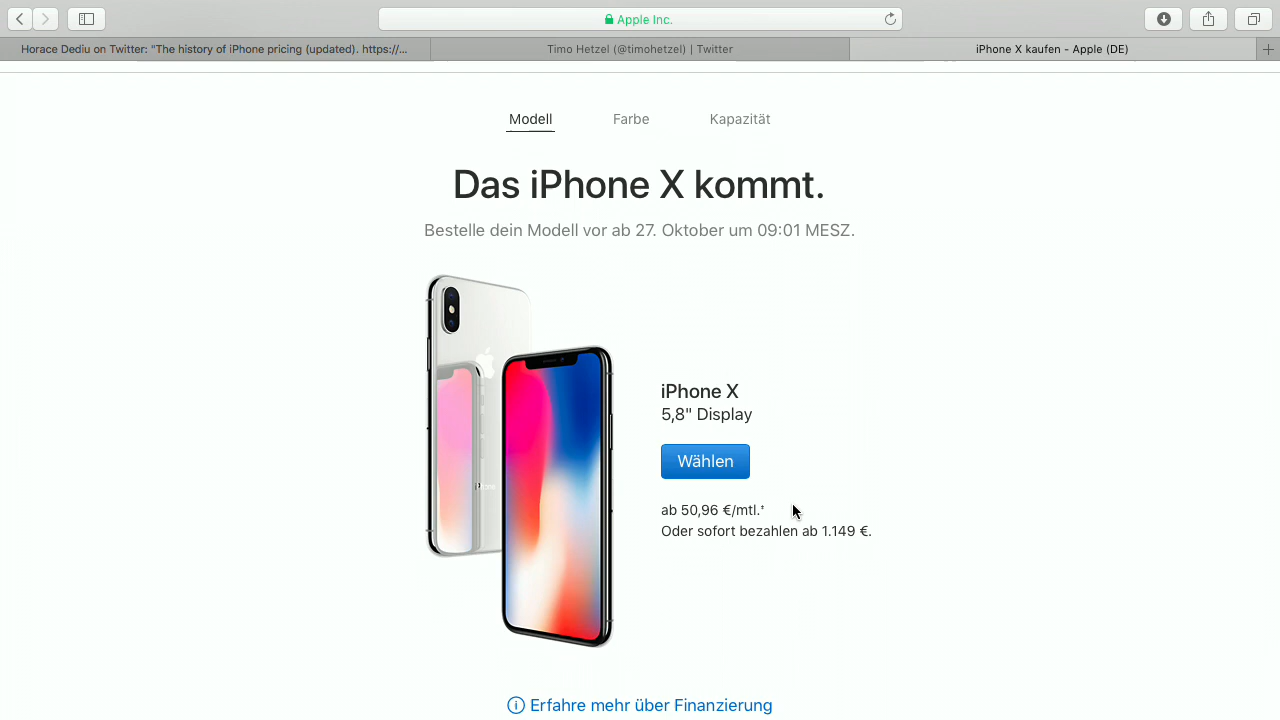 Apple Inc.
Horace Dediu on Twitter: "The history of iPhone pricing (updated). https://...
Timo Hetzel (@timohetzel) | Twitter
iPhone X kaufen - Apple (DE)
Modell
Farbe
Kapazität
Das iPhone X kommt.
Bestelle dein Modell vor ab 27. Oktober um 09:01 MESZ.
iPhone X
5,8" Display
Wählen
ab 50,96 €/mtl.‡
Oder sofort bezahlen ab 1.149 €.
Erfahre mehr über Finanzierung